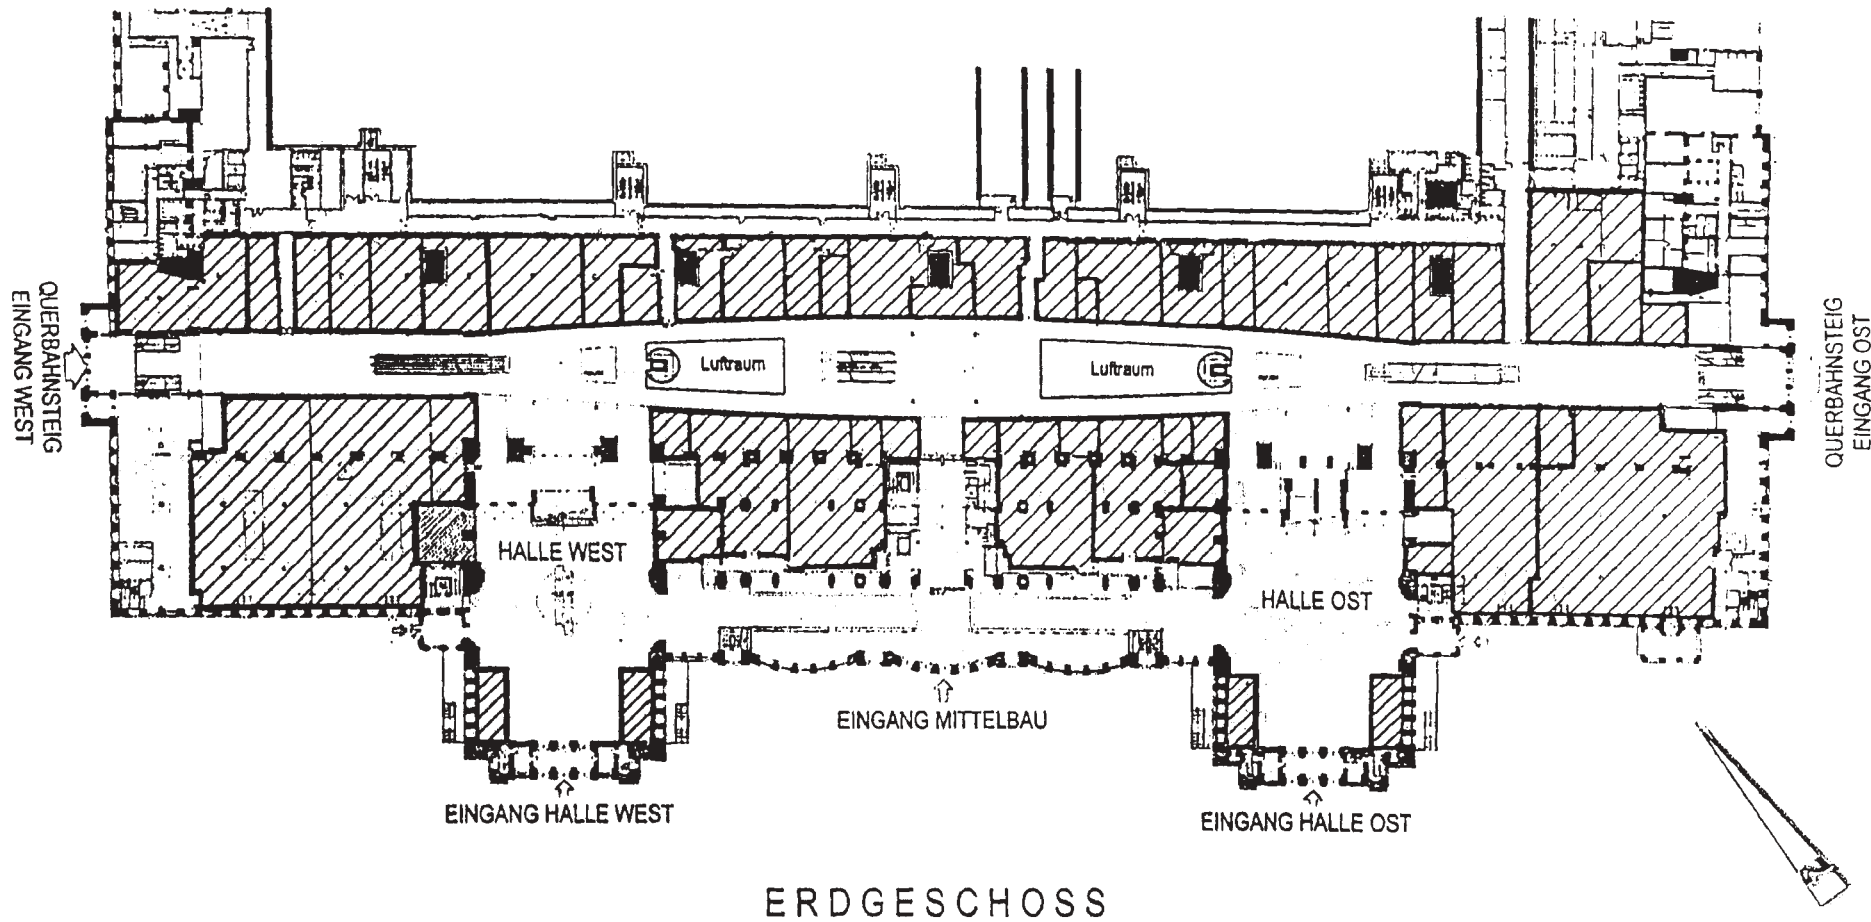 QUERBAHNSTEIG
EINGANG WEST
Luftraum
Luftraum
QUERBAHNSTEIG
EINGANG OST
HALLE WEST
HALLE OST
EINGANG MITTELBAU
EINGANG HALLE WEST
EINGANG HALLE OST
ERDGESCHOSS